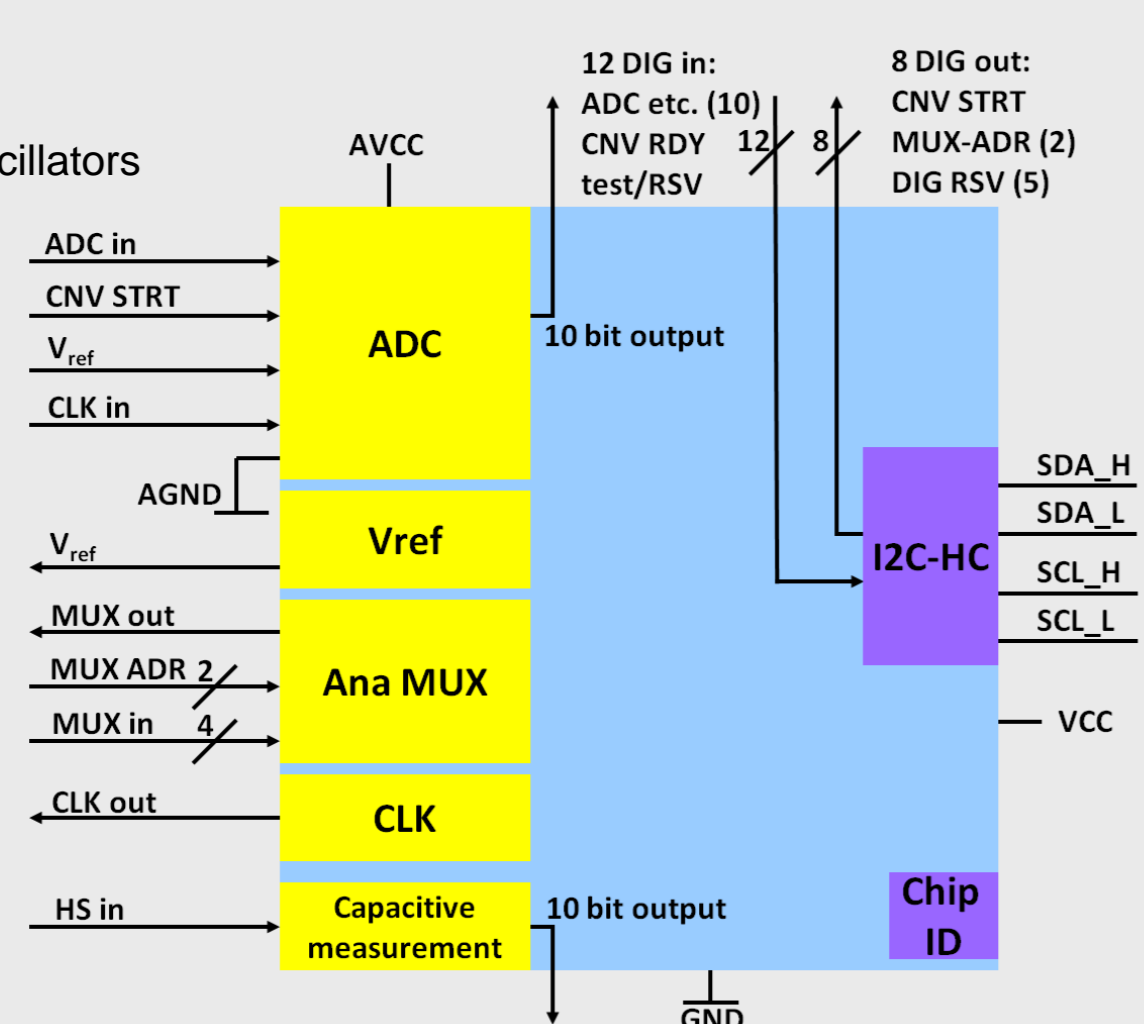 cillators
12 DIG in:
ADC etc. (10)
CNV RDY
test/RSV
12
8
8 DIG out:
CNV STRT
MUX-ADR (2)
DIG RSV (5)
AVCC
ADC in
CNV STRT
Vref
CLK in
AGND
ADC
10 bit output
Vref
Vref
MUX out
MUX ADR 2
MUX in 4
Ana MUX
CLK out
CLK
HS in
Capacitive
measurement
10 bit output
I2C-HC
SDA_H
SDA_L
SCL_H
SCL_L
VCC
Chip
ID
GND